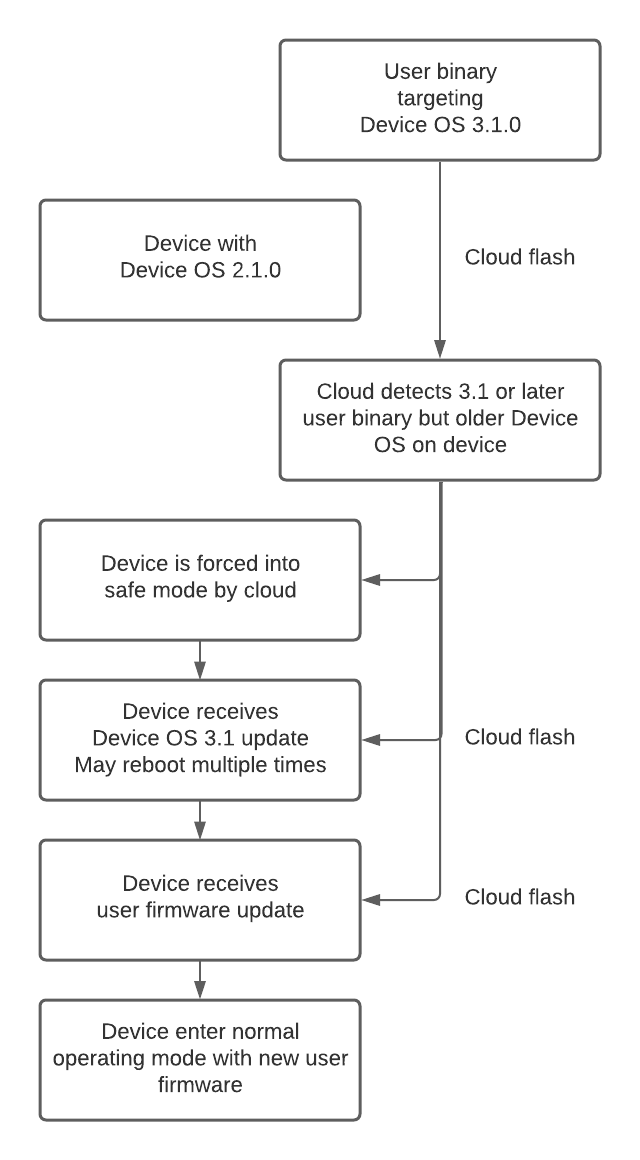 User binary
targeting
Device OS 3.1.0
Device with
Device OS 2.1.0
Cloud flash
Cloud detects 3.1 or later
user binary but older Device
OS on device
Device is forced into
safe mode by cloud
Device receives
Device OS 3.1 update
May reboot multiple times
Cloud flash
Device receives
user firmware update
Cloud flash
Device enter normal
operating mode with new user
firmware